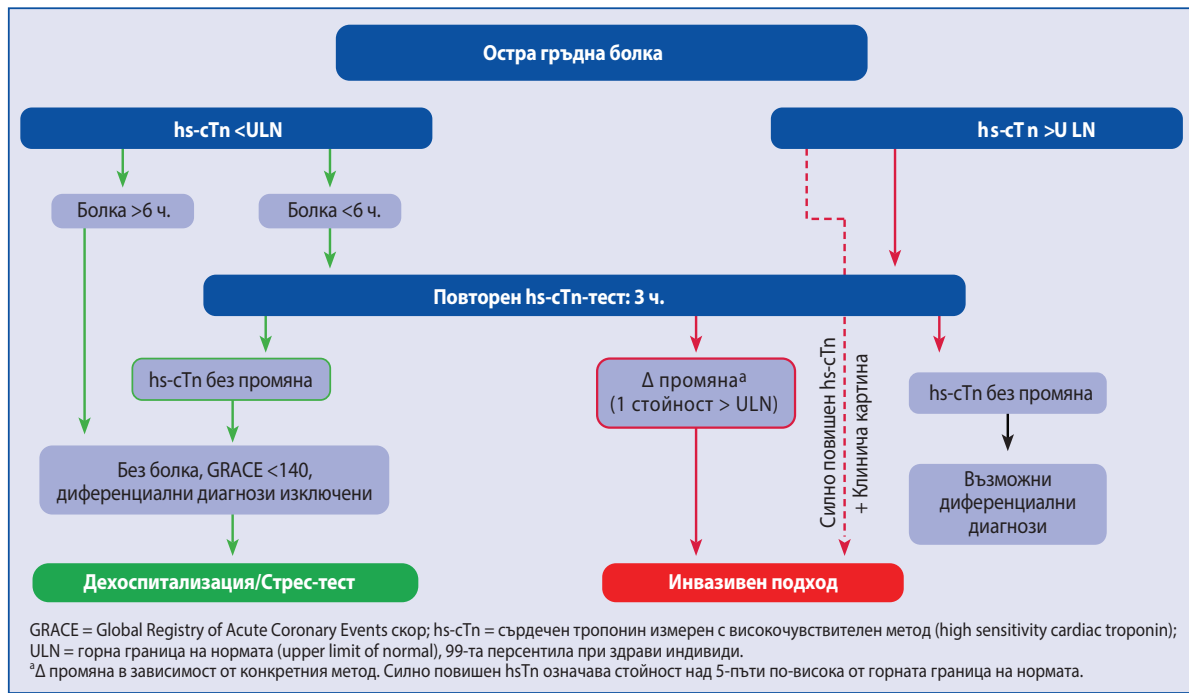 Остра гръдна болка
hs-cTn <ULN
hs-cT n >U LN
Болка >6 ч.
Болка <6 ч.
Повторен hs-cTn-тест: 3 ч.
hs-cTn без промяна
Δ промянаª
(1 стойност > ULN)
Силно повишен hs-cTn
+ Клинича картина
hs-cTn без промяна
Без болка, GRACE <140,
диференциални диагнози изключени
Възможни
диференциални
диагнози
Дехоспитализация/Стрес-тест
Инвазивен подход
GRACE = Global Registry of Acute Coronary Events скор; hs-cTn = сърдечен тропонин измерен с високочувствителен метод (high sensitivity cardiac troponin);
ULN = горна граница на нормата (upper limit of normal), 99-та персентила при здрави индивиди.
ªΔ промяна в зависимост от конкретния метод. Силно повишен hsTn означава стойност над 5-пъти по-висока от горната граница на нормата.